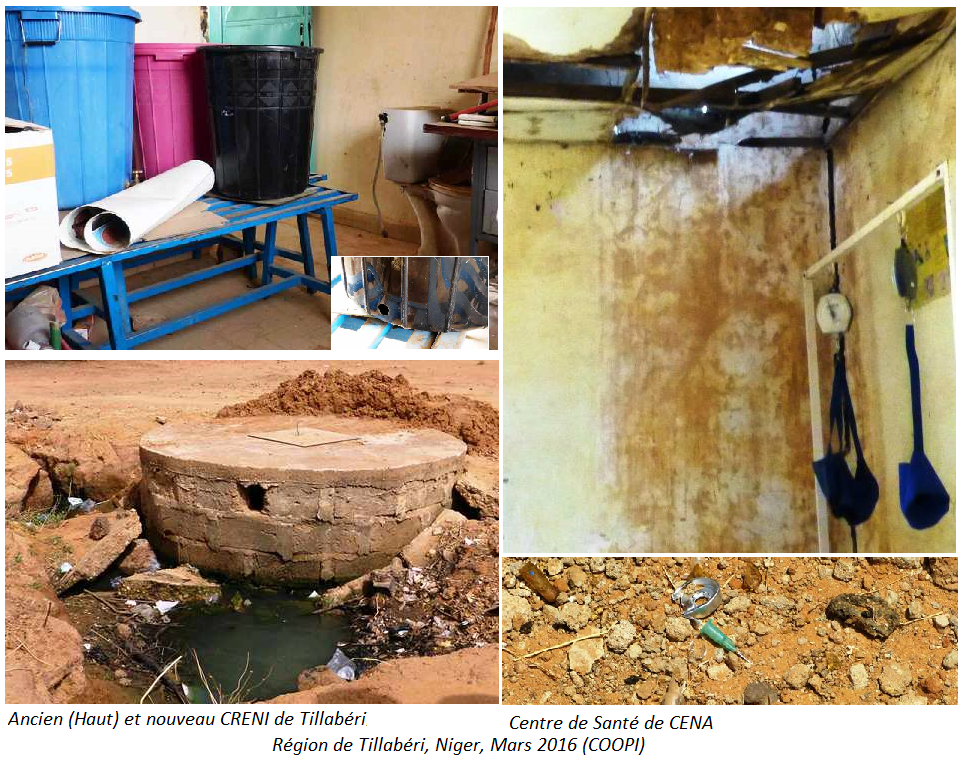 Ancien (Haut) et nouveau CRENI de Tillabéri
Centre de Santé de CENA
Région de Tillabéri, Niger, Mars 2016 (COOPI)